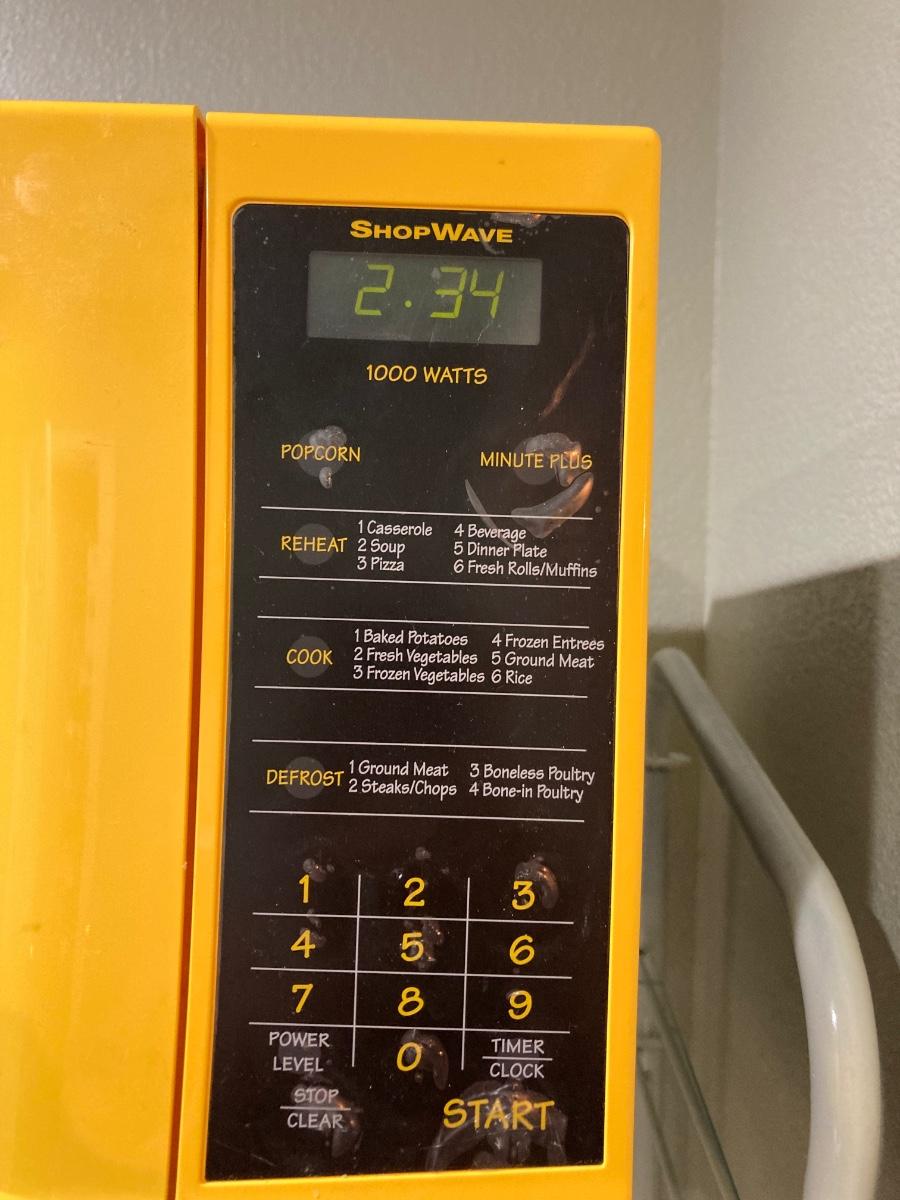 SHOPWAVE
2.34
1000 WATTS
POPCORN MINUTE PLUS
REHEAT
1 Casserole 4 Beverage
2 Soup 5 Dinner Plate
3 Pizza 6 Fresh Rolls/Muffins
COOK
1 Baked Potatoes 4 Frozen Entrees
2 Fresh Vegetables 5 Ground Meat
3 Frozen Vegetables 6 Rice
DEFROST
1 Ground Meat 3 Boneless Poultry
2 Steaks/Chops 4 Bone-in Poultry
1 2 3
4 5 6
7 8 9
POWER LEVEL 0 TIMER CLOCK
STOP CLEAR START